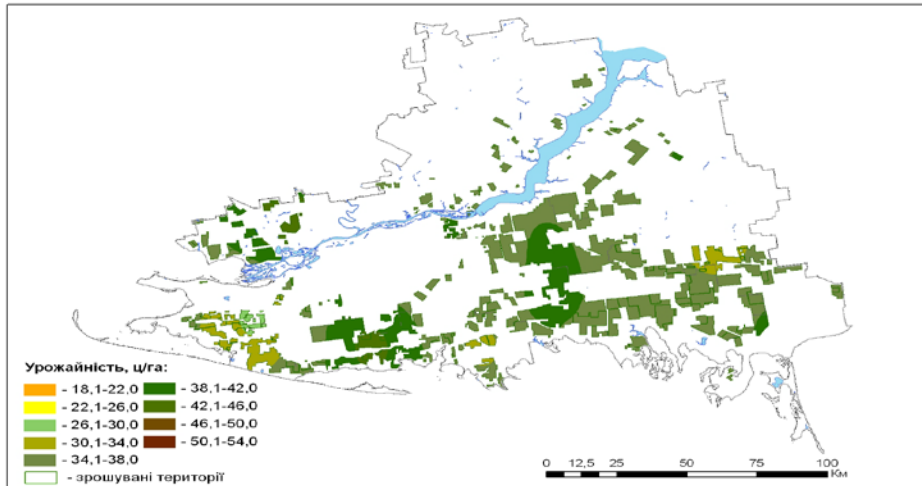 Урожайність, ц/га:
- 18,1-22,0
- 22,1-26,0
- 26,1-30,0
- 30,1-34,0
- 34,1-38,0
- 38,1-42,0
- 42,1-46,0
- 46,1-50,0
- 50,1-54,0
- зрошувані території
0 12,5 25 50 75 100
Км